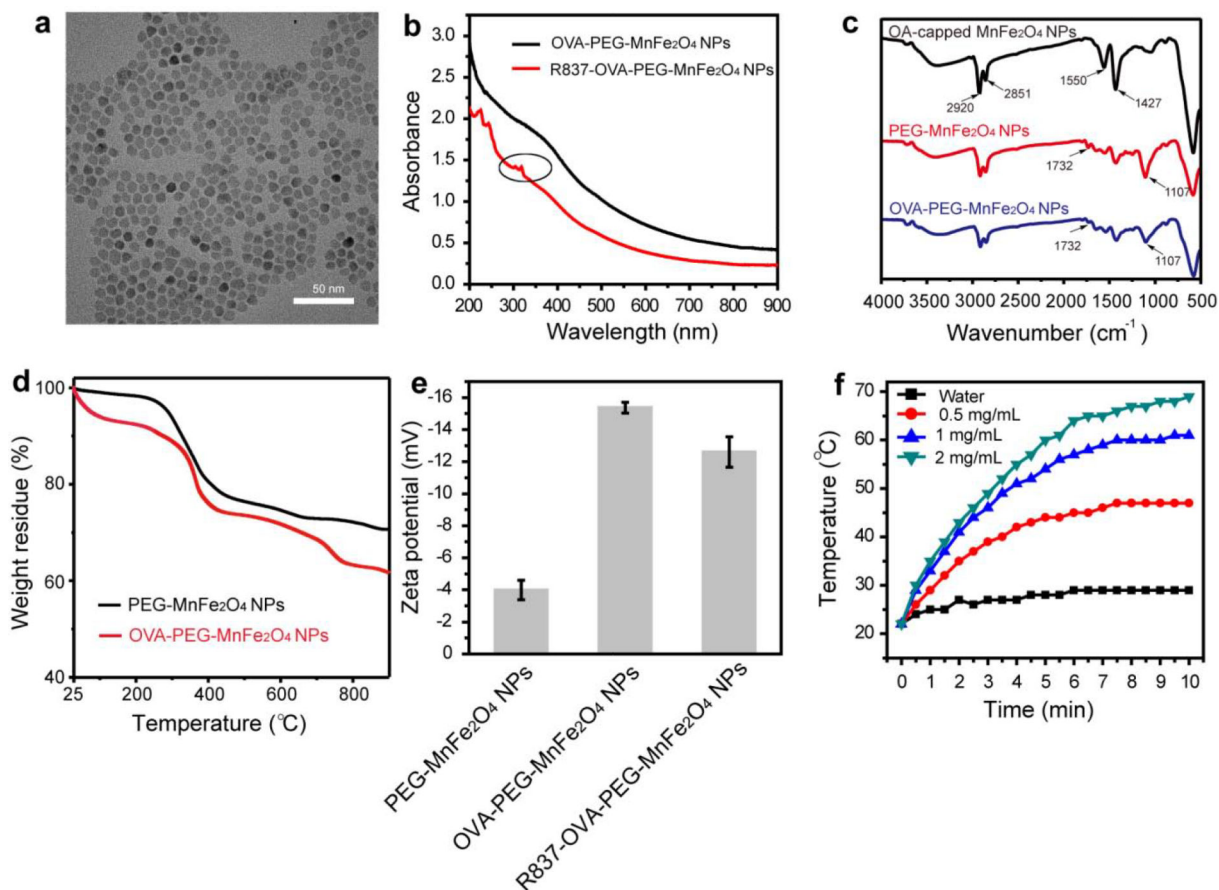 a
50 nm
b
Absorbance
3.0
2.5
2.0
1.5
1.0
0.5
0.0
OVA-PEG-MnFe₂O₄ NPs
R837-OVA-PEG-MnFe₂O₄ NPs
200 300 400 500 600 700 800 900
Wavelength (nm)
c
OA-capped MnFe₂O₄ NPs
2920
2851
1550
1427
PEG-MnFe₂O₄ NPs
1732
1107
OVA-PEG-MnFe₂O₄ NPs
1732
1107
4000 3500 3000 2500 2000 1500 1000 500
Wavenumber (cm⁻¹)
d
Weight residue (%)
100
80
60
40
PEG-MnFe₂O₄ NPs
OVA-PEG-MnFe₂O₄ NPs
25 200 400 600 800
Temperature (°C)
e
Zeta potential (mV)
-16
-14
-12
-10
-8
-6
-4
-2
0
PEG-MnFe₂O₄ NPs
OVA-PEG-MnFe₂O₄ NPs
R837-OVA-PEG-MnFe₂O₄ NPs
f
Temperature (°C)
70
60
50
40
30
20
Water
0.5 mg/mL
1 mg/mL
2 mg/mL
0 1 2 3 4 5 6 7 8 9 10
Time (min)